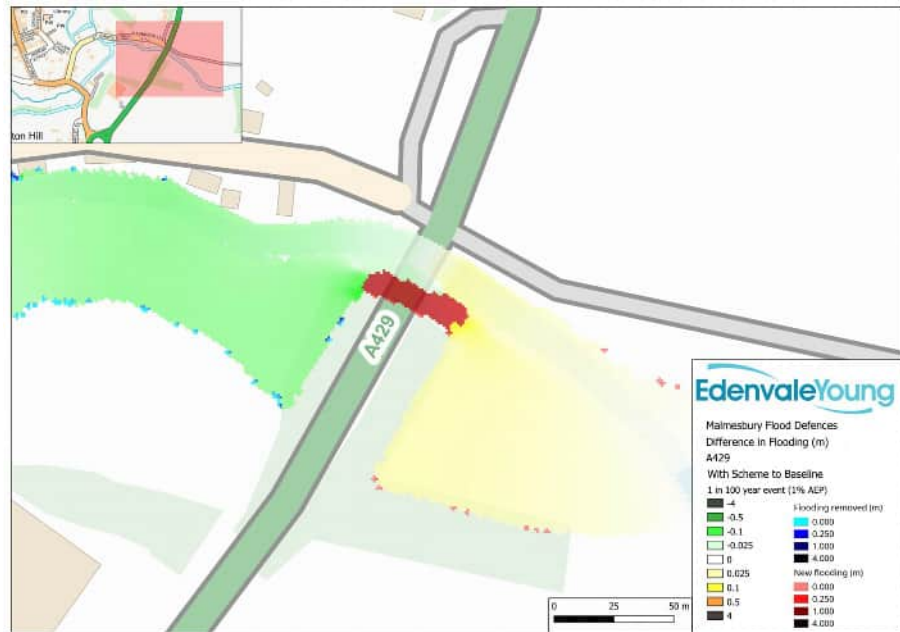 ton Hill
A429
EdenvaleYoung
Malmesbury Flood Defences
Difference in Flooding (m)
A429
With Scheme to Baseline
1 in 100 year event (1% AEP)
-4
-0.5
-0.1
-0.025
0
0.025
0.1
0.5
4
Flooding removed (m)
0.000
0.250
1.000
4.000
New flooding (m)
0.000
0.250
1.000
4.000
0 25 50 m